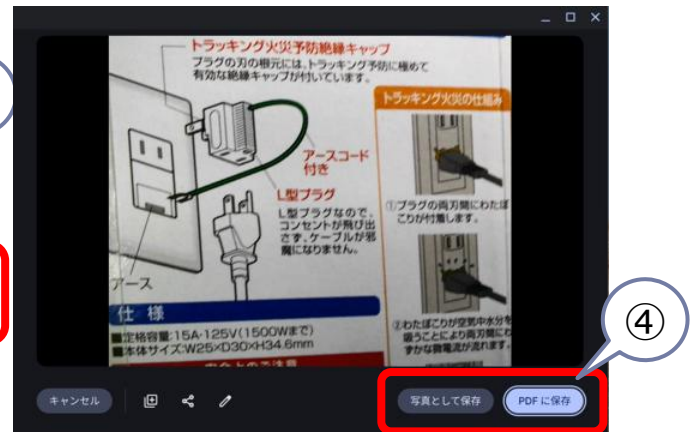 トラッキング火災予防絶縁キャップ
プラグの刃の根元には、トラッキング予防に極めて
有効な絶縁キャップが付いています。
アースコード
付き
L型プラグ
L型プラグなので、
コンセントが飛び出
さず、ケーブルが邪
魔になりません。
アース
仕様
■定格容量:15A・125V(1500Wまで)
■本体サイズ:W25×D30×H34.6mm
トラッキング火災の仕組み
①プラグの両刃間にわたぼ
こりが付着します。
②わたぼこりが空気中水分を
吸うことにより両刃間にわ
ずかな微電流が流れます。
④
キャンセル
写真として保存
PDF に保存